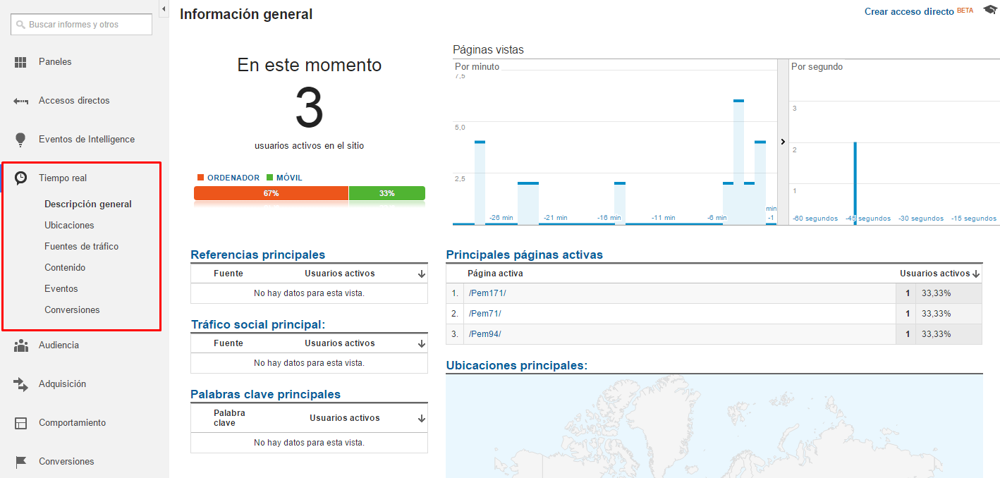 Buscar informes y otros
Paneles
Accesos directos
Eventos de Intelligence
Tiempo real
Descripción general
Ubicaciones
Fuentes de tráfico
Contenido
Eventos
Conversiones
Audiencia
Adquisición
Comportamiento
Conversiones
Información general
Crear acceso directo BETA
En este momento
3
usuarios activos en el sitio
ORDENADOR MÓVIL
67% 33%
Páginas vistas
Por minuto
7,5
5,0
2,5
-26 min -21 min -16 min -11 min -6 min
min
-1
Por segundo
3
2
1
-60 segundos -45 segundos -30 segundos -15 segundos
Referencias principales
Fuente Usuarios activos
No hay datos para esta vista.
Tráfico social principal:
Fuente Usuarios activos
No hay datos para esta vista.
Palabras clave principales
Palabra
clave Usuarios activos
No hay datos para esta vista.
Principales páginas activas
Página activa Usuarios activos
1. /Pem171/ 1 33,33%
2. /Pem71/ 1 33,33%
3. /Pem94/ 1 33,33%
Ubicaciones principales: